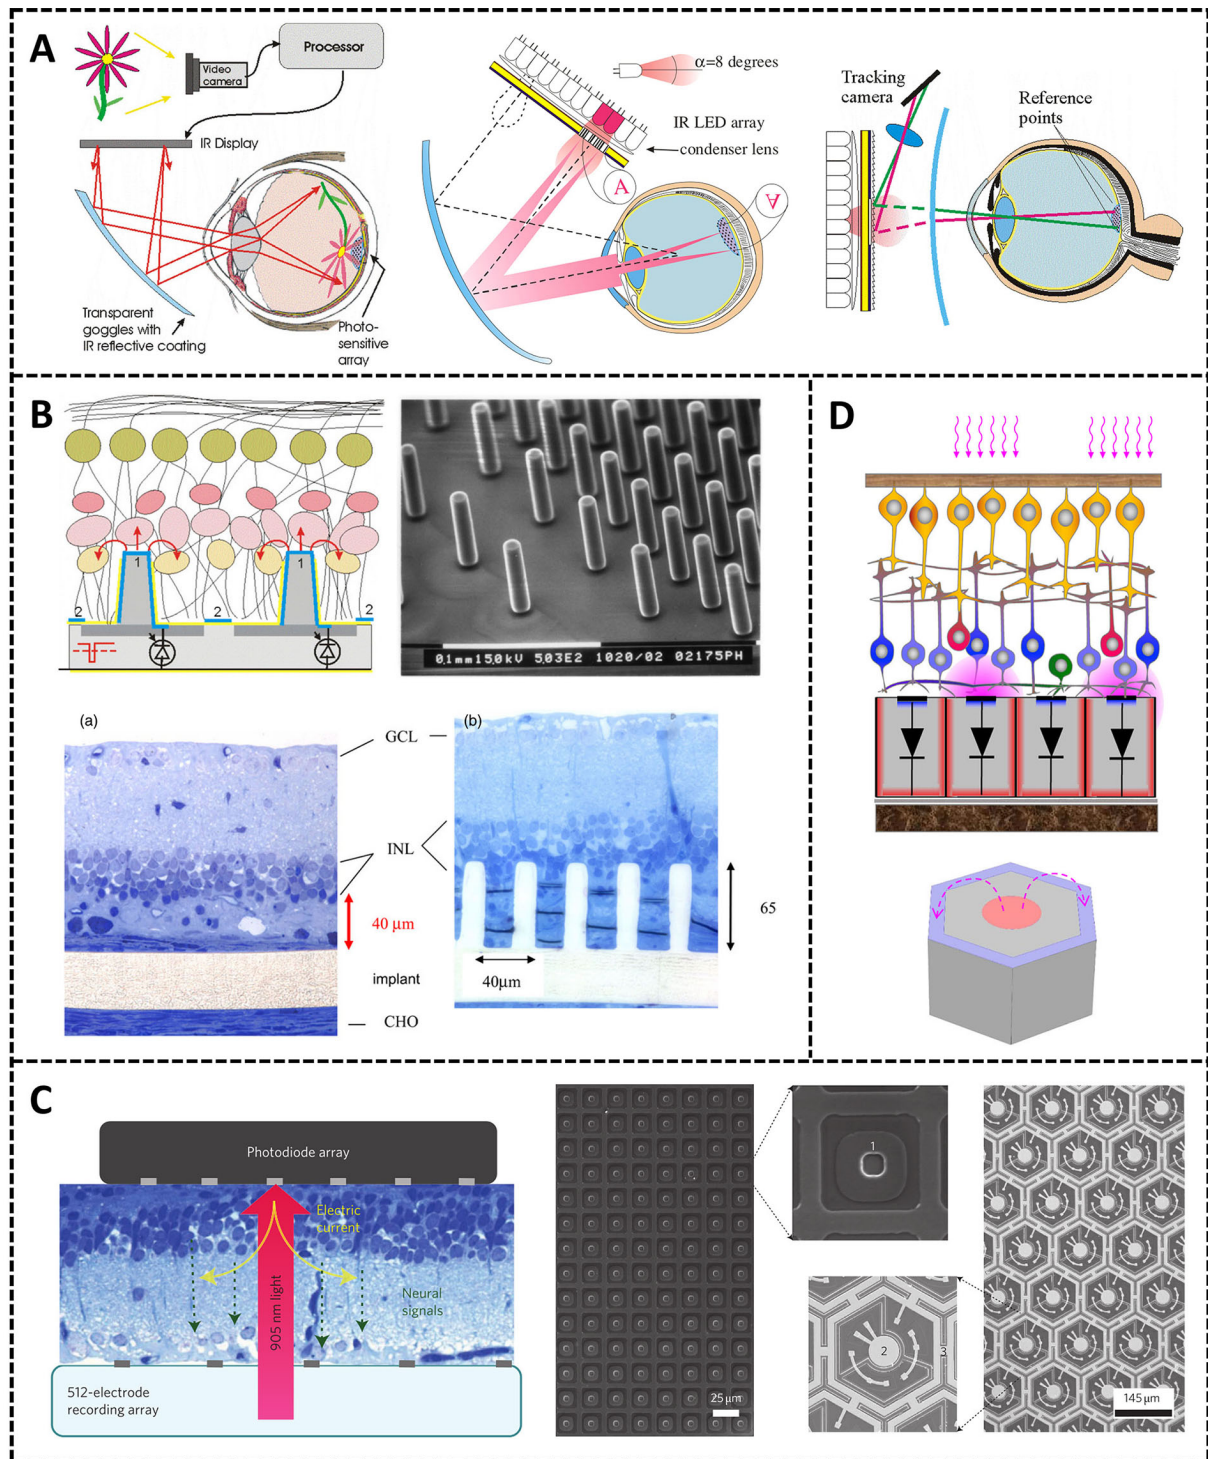 A
Video
camera
Processor
IR Display
Transparent
goggles with
IR reflective coating
Photo-
sensitive
array
α=8 degrees
IR LED array
condenser lens
A
A
Tracking
camera
Reference
points
B
1
1
2
2
2
0,1mm15,0kV 5,03E2 1020/02 02175PH
(a)
(b)
GCL
INL
40 µm
65
implant
40µm
CHO
D
C
Photodiode array
Electric
current
905 nm light
Neural
signals
512-electrode
recording array
25 µm
1
2
3
145 µm